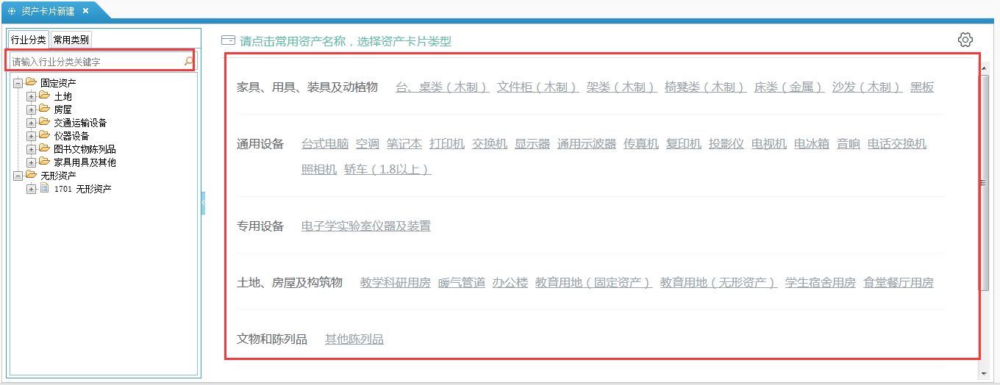 资产卡片新建
行业分类 常用类别
请输入行业分类关键字
固定资产
土地
房屋
交通运输设备
仪器设备
图书文物陈列品
家具用具及其他
无形资产
1701 无形资产
请点击常用资产名称，选择资产卡片类型
家具、用具、装具及动植物 台、桌类（木制） 文件柜（木制） 架类（木制） 椅凳类（木制） 床类（金属） 沙发（木制） 黑板
通用设备 台式电脑 空调 笔记本 打印机 交换机 显示器 通用示波器 传真机 复印机 投影仪 电视机 电冰箱 音响 电话交换机
照相机 轿车（1.8以上）
专用设备 电子学实验室仪器及装置
土地、房屋及构筑物 教学科研用房 暖气管道 办公楼 教育用地（固定资产） 教育用地（无形资产） 学生宿舍用房 食堂餐厅用房
文物和陈列品 其他陈列品